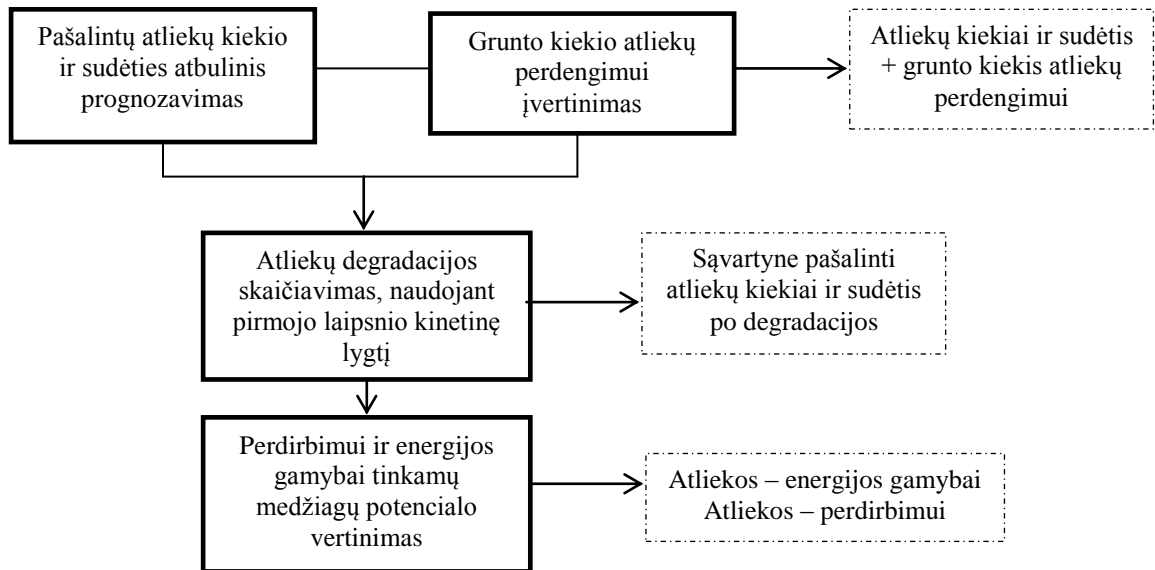 Pašalintų atliekų kiekio
ir sudėties atbulinis
prognozavimas
Grunto kiekio atliekų
perdengimui
įvertinimas
Atliekų kiekiai ir sudėtis
+ grunto kiekis atliekų
perdengimui
Atliekų degradacijos
skaičiavimas, naudojant
pirmojo laipsnio kinetinę
lygtį
Sąvartyne pašalinti
atliekų kiekiai ir sudėtis
po degradacijos
Perdirbimui ir energijos
gamybai tinkamų
medžiagų potencialo
vertinimas
Atliekos – energijos gamybai
Atliekos – perdirbimui